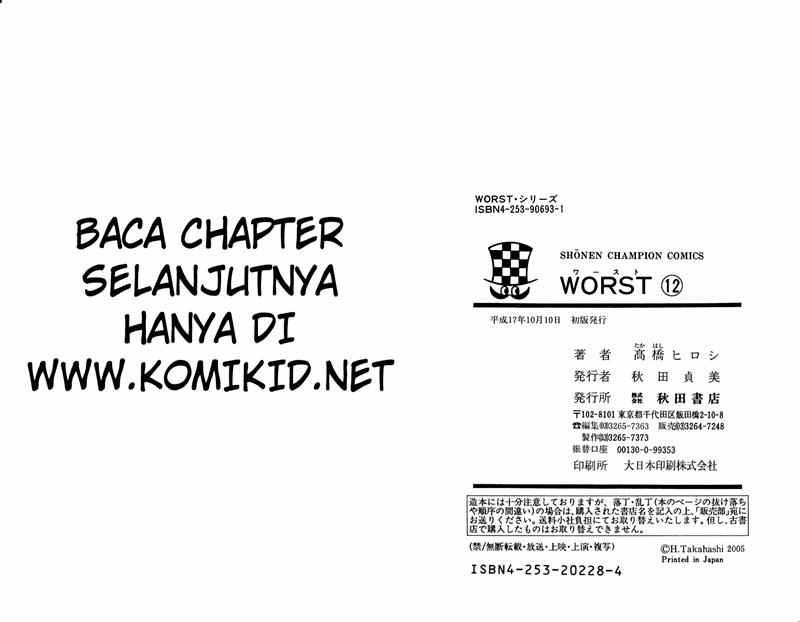 BACA CHAPTER
SELANJUTNYA
HANYA DI
WWW.KOMIKID.NET
WORST・シリーズ
ISBN4-253-90693-1
SHŌNEN CHAMPION COMICS
ワースト
WORST ⑫
平成17年10月10日 初版発行
たか はし
著者 髙橋ヒロシ
発行者 秋田貞美
発行所 株式会社 秋田書店
〒102-8101 東京都千代田区飯田橋2-10-8
☎編集(03)3265-7363 販売(03)3264-7248
製作(03)3265-7373
振替口座 00130-0-99353
印刷所 大日本印刷株式会社
造本には十分注意しておりますが、落丁・乱丁(本のページの抜け落ち
や順序の間違い)の場合は、購入された書店名を記入の上、「販売部」宛に
お送りください。送料小社負担にてお取り替えいたします。但し、古書
店で購入したものはお取り替えできません。
(禁/無断転載・放送・上映・上演・複写)
©H.Takahashi 2005
Printed in Japan
ISBN4-253-20228-4